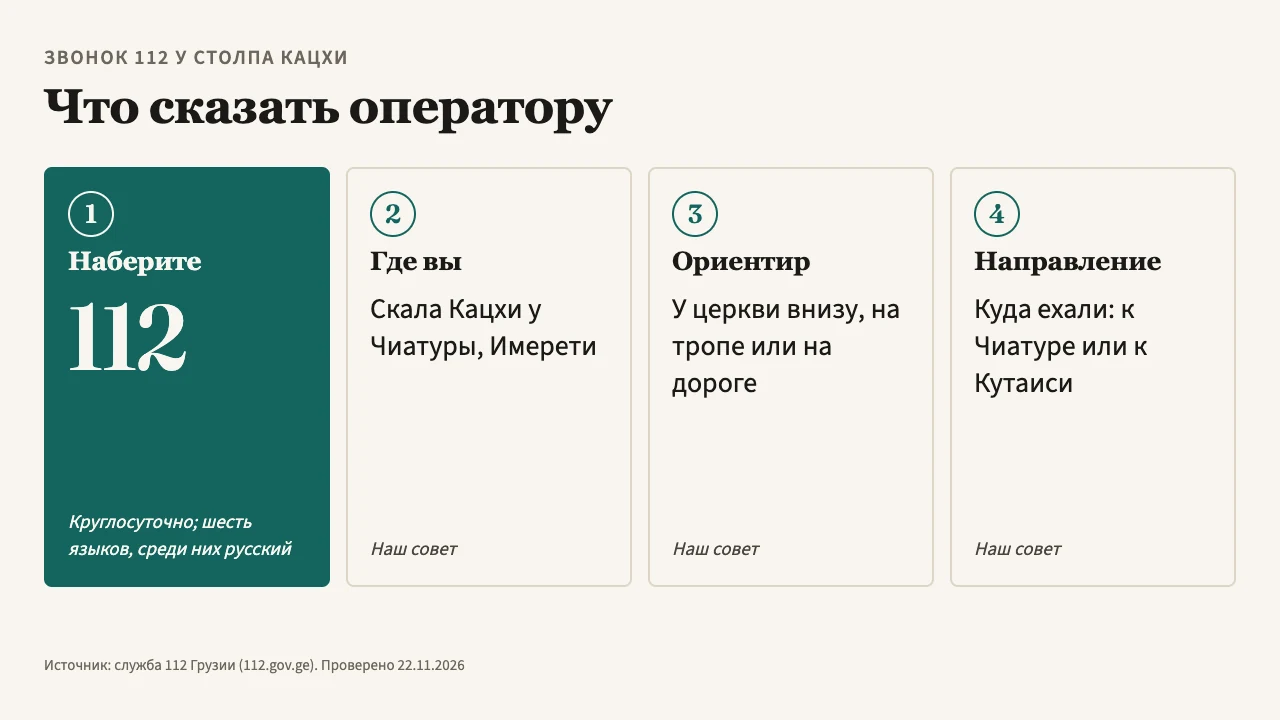 ЗВОНОК 112 У СТОЛПА КАЦХИ
Что сказать оператору
1
Наберите
112
Круглосуточно; шесть
языков, среди них русский
2
Где вы
Скала Кацхи у
Чиатуры, Имерети
Наш совет
3
Ориентир
У церкви внизу, на
тропе или на
дороге
Наш совет
4
Направление
Куда ехали: к
Чиатуре или к
Кутаиси
Наш совет
Источник: служба 112 Грузии (112.gov.ge). Проверено 22.11.2026